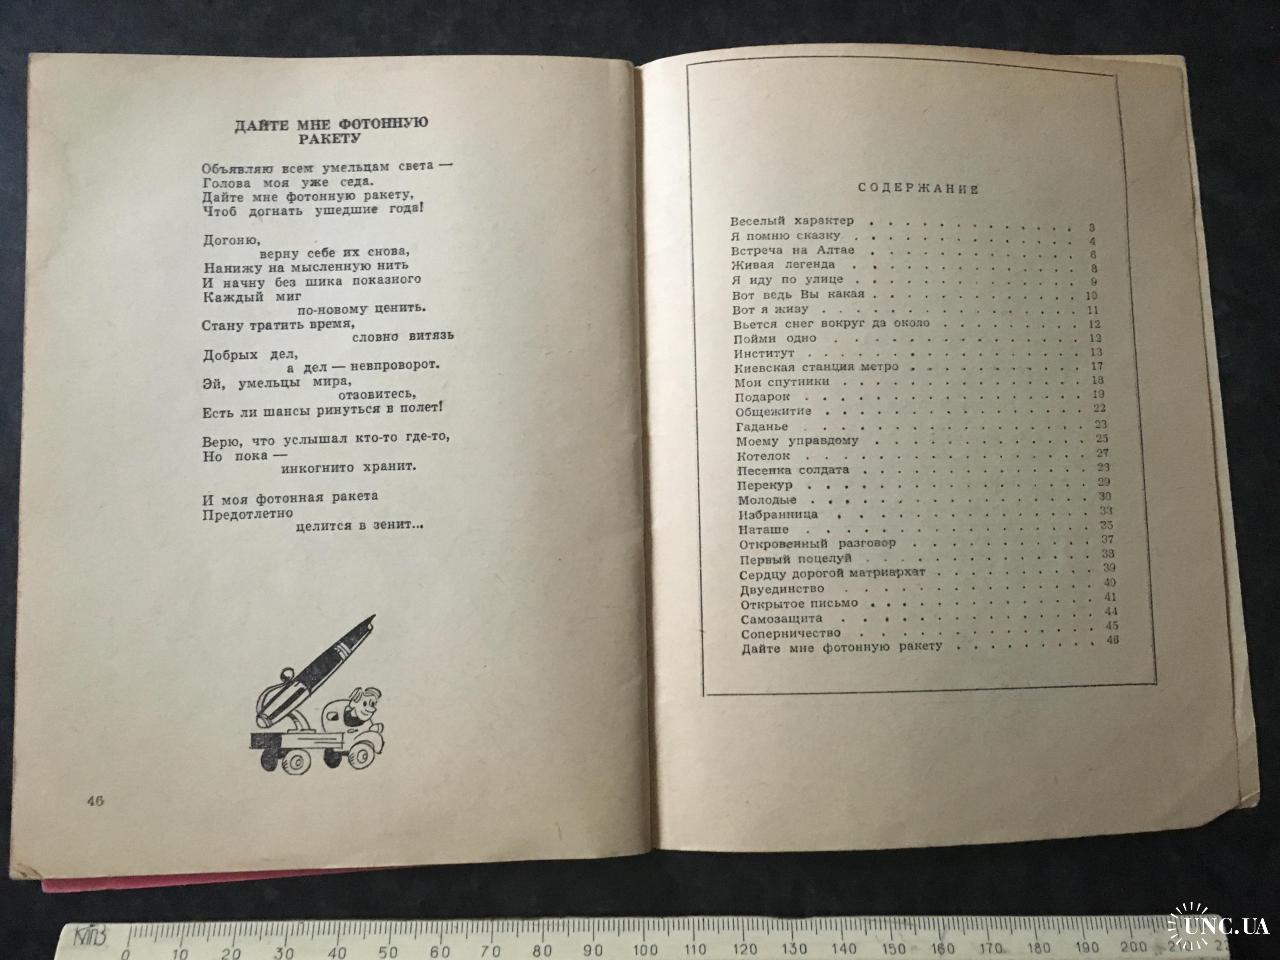 ДАЙТЕ МНЕ ФОТОННУЮ
РАКЕТУ
Объявляю всем умельцам света —
Голова моя уже седа.
Дайте мне фотонную ракету,
Чтоб догнать ушедшие года!
Догоню,
верну себе их снова,
Нанижу на мысленную нить
И начну без шика показного
Каждый миг
по-новому ценить.
Стану тратить время,
словно витязь
Добрых дел,
а дел — невпроворот.
Эй, умельцы мира,
отзовитесь,
Есть ли шансы ринуться в полет!
Верю, что услышал кто-то где-то,
Но пока —
инкогнито хранит.
И моя фотонная ракета
Предотлетно
целится в зенит...
46
СОДЕРЖАНИЕ
Веселый характер . . . . . . . . . . . . . 3
Я помню сказку . . . . . . . . . . . . . . 4
Встреча на Алтае . . . . . . . . . . . . . 6
Живая легенда . . . . . . . . . . . . . . 8
Я иду по улице . . . . . . . . . . . . . . 9
Вот ведь Вы какая . . . . . . . . . . . . . 10
Вот я жизу . . . . . . . . . . . . . . . 11
Вьется снег вокруг да около . . . . . . . . . 12
Пойми одно . . . . . . . . . . . . . . . 12
Институт . . . . . . . . . . . . . . . . 13
Киевская станция метро . . . . . . . . . . . 17
Мои спутники . . . . . . . . . . . . . . 18
Подарок . . . . . . . . . . . . . . . . 19
Общежитие . . . . . . . . . . . . . . . 22
Гаданье . . . . . . . . . . . . . . . . 23
Моему управдому . . . . . . . . . . . . . 25
Котелок . . . . . . . . . . . . . . . . 27
Песенка солдата . . . . . . . . . . . . . 23
Перекур . . . . . . . . . . . . . . . . 29
Молодые . . . . . . . . . . . . . . . . 30
Избранница . . . . . . . . . . . . . . . 33
Наташе . . . . . . . . . . . . . . . . 35
Откровенный разговор . . . . . . . . . . . 37
Первый поцелуй . . . . . . . . . . . . . 38
Сердцу дорогой матриархат . . . . . . . . . . 39
Двуединство . . . . . . . . . . . . . . . 40
Открытое письмо . . . . . . . . . . . . . 41
Самозащита . . . . . . . . . . . . . . . 44
Соперничество . . . . . . . . . . . . . . 45
Дайте мне фотонную ракету . . . . . . . . . 46
0 10 20 30 40 50 60 70 80 90 100 110 120 130 140 150 160 170 180 190 200 210 22
UNC.UA